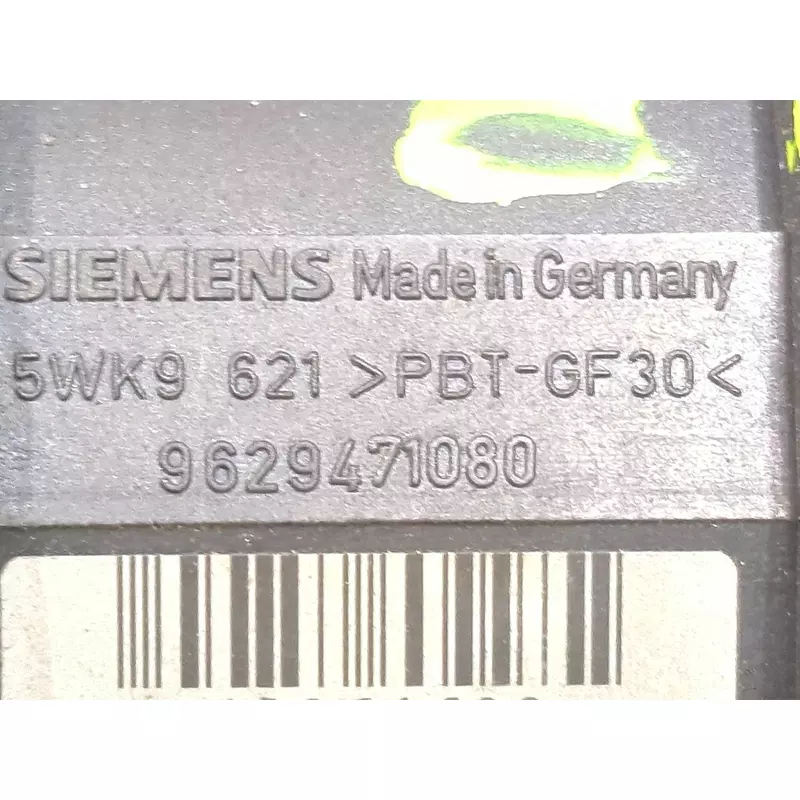 SIEMENS Made in Germany
5WK9 621 >PBT-GF30<
9629471080